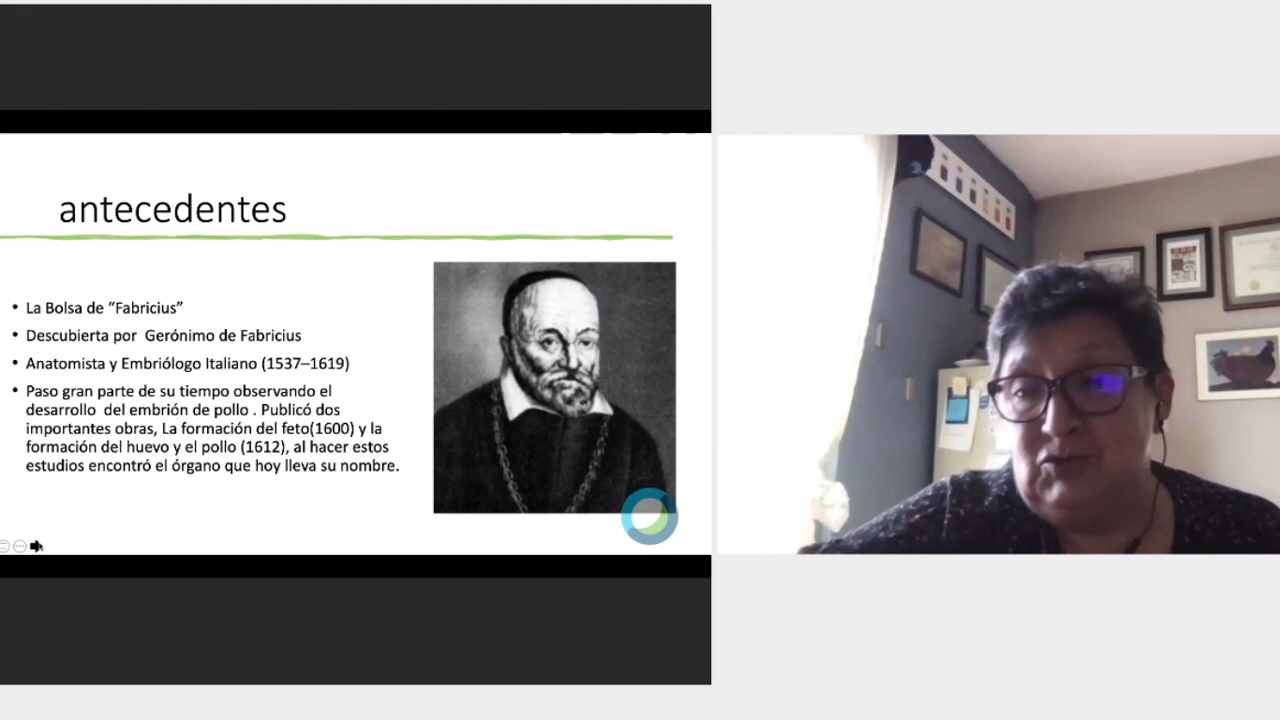 antecedentes
• La Bolsa de “Fabricius”
• Descubierta por  Gerónimo de Fabricius
• Anatomista y Embriólogo Italiano (1537–1619)
• Paso gran parte de su tiempo observando el
desarrollo  del embrión de pollo . Publicó dos
importantes obras, La formación del feto(1600) y la
formación del huevo y el pollo (1612), al hacer estos
estudios encontró el órgano que hoy lleva su nombre.